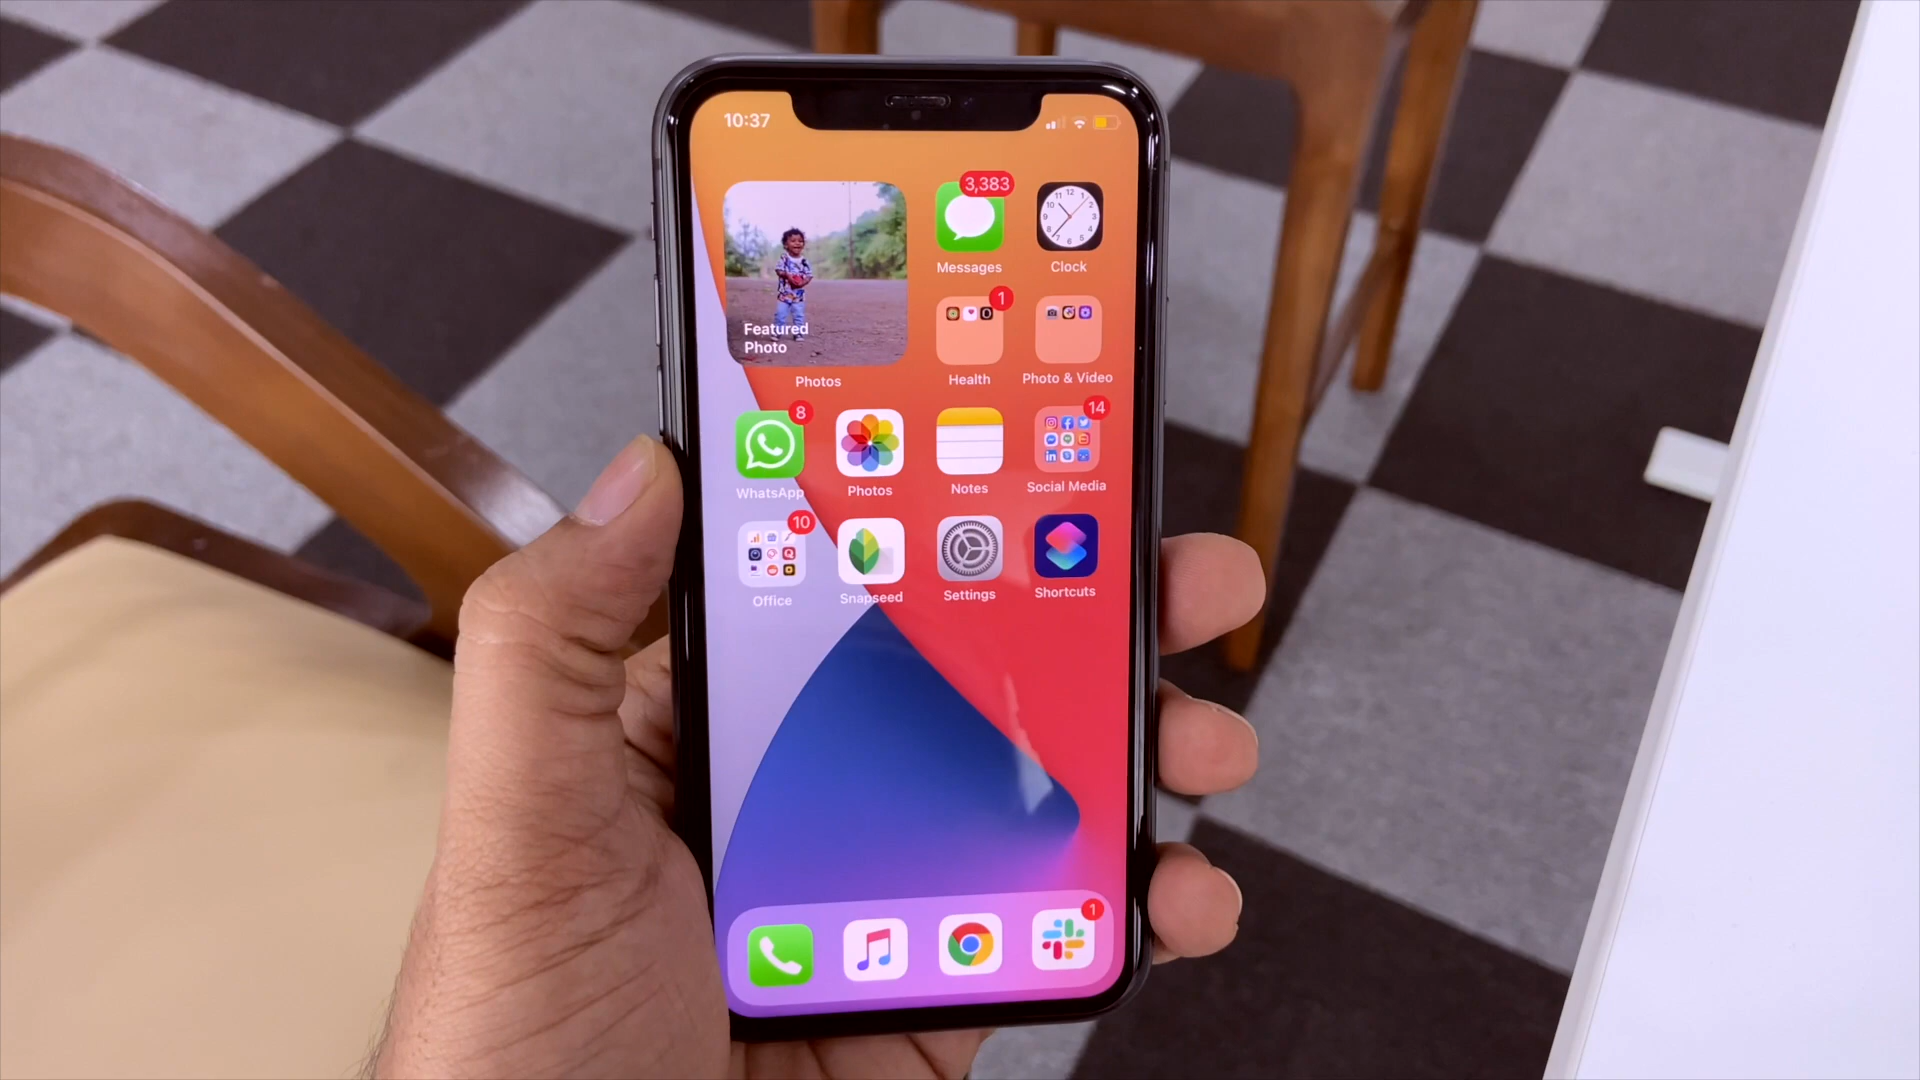 10:37
3,383
Messages
Clock
Featured
Photo
Photos
1
Health
Photo & Video
8
WhatsApp
Photos
Notes
14
Social Media
10
Office
Snapseed
Settings
Shortcuts
1